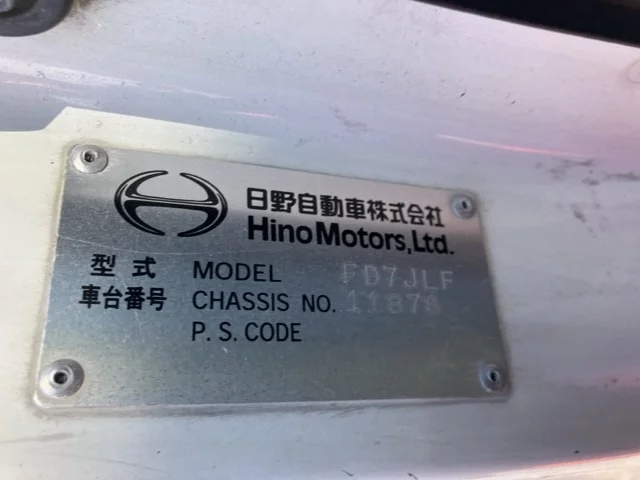 日野自動車株式会社
Hino Motors, Ltd.
型式 MODEL FD7JLF
車台番号 CHASSIS NO. 11878
P. S. CODE